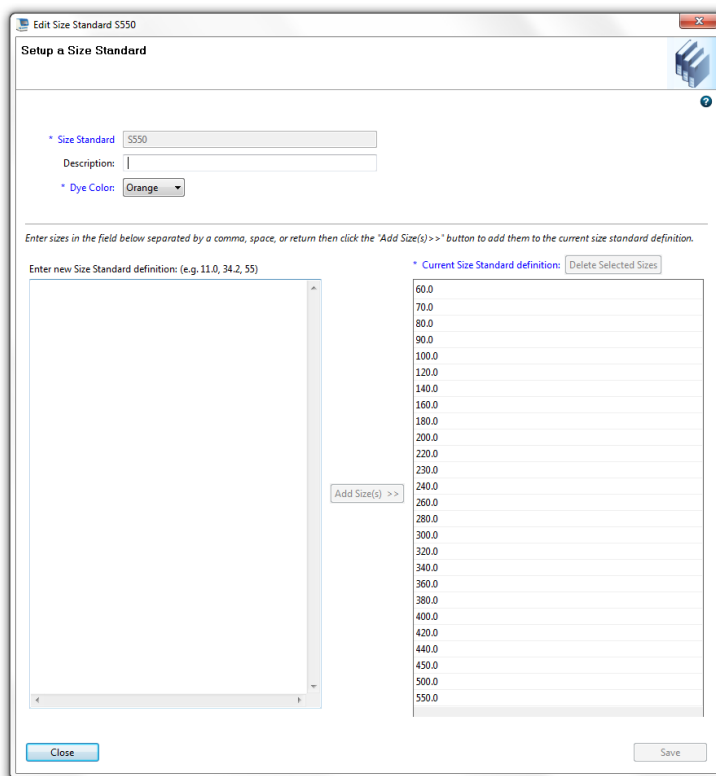 Edit Size Standard S550
Setup a Size Standard
* Size Standard S550
Description:
* Dye Color: Orange
Enter sizes in the field below separated by a comma, space, or return then click the "Add Size(s)>>" button to add them to the current size standard definition.
Enter new Size Standard definition: (e.g. 11.0, 34.2, 55)
* Current Size Standard definition: Delete Selected Sizes
60.0
70.0
80.0
90.0
100.0
120.0
140.0
160.0
180.0
200.0
220.0
230.0
240.0
260.0
280.0
300.0
320.0
340.0
360.0
380.0
400.0
420.0
440.0
450.0
500.0
550.0
Add Size(s) >>
Close
Save